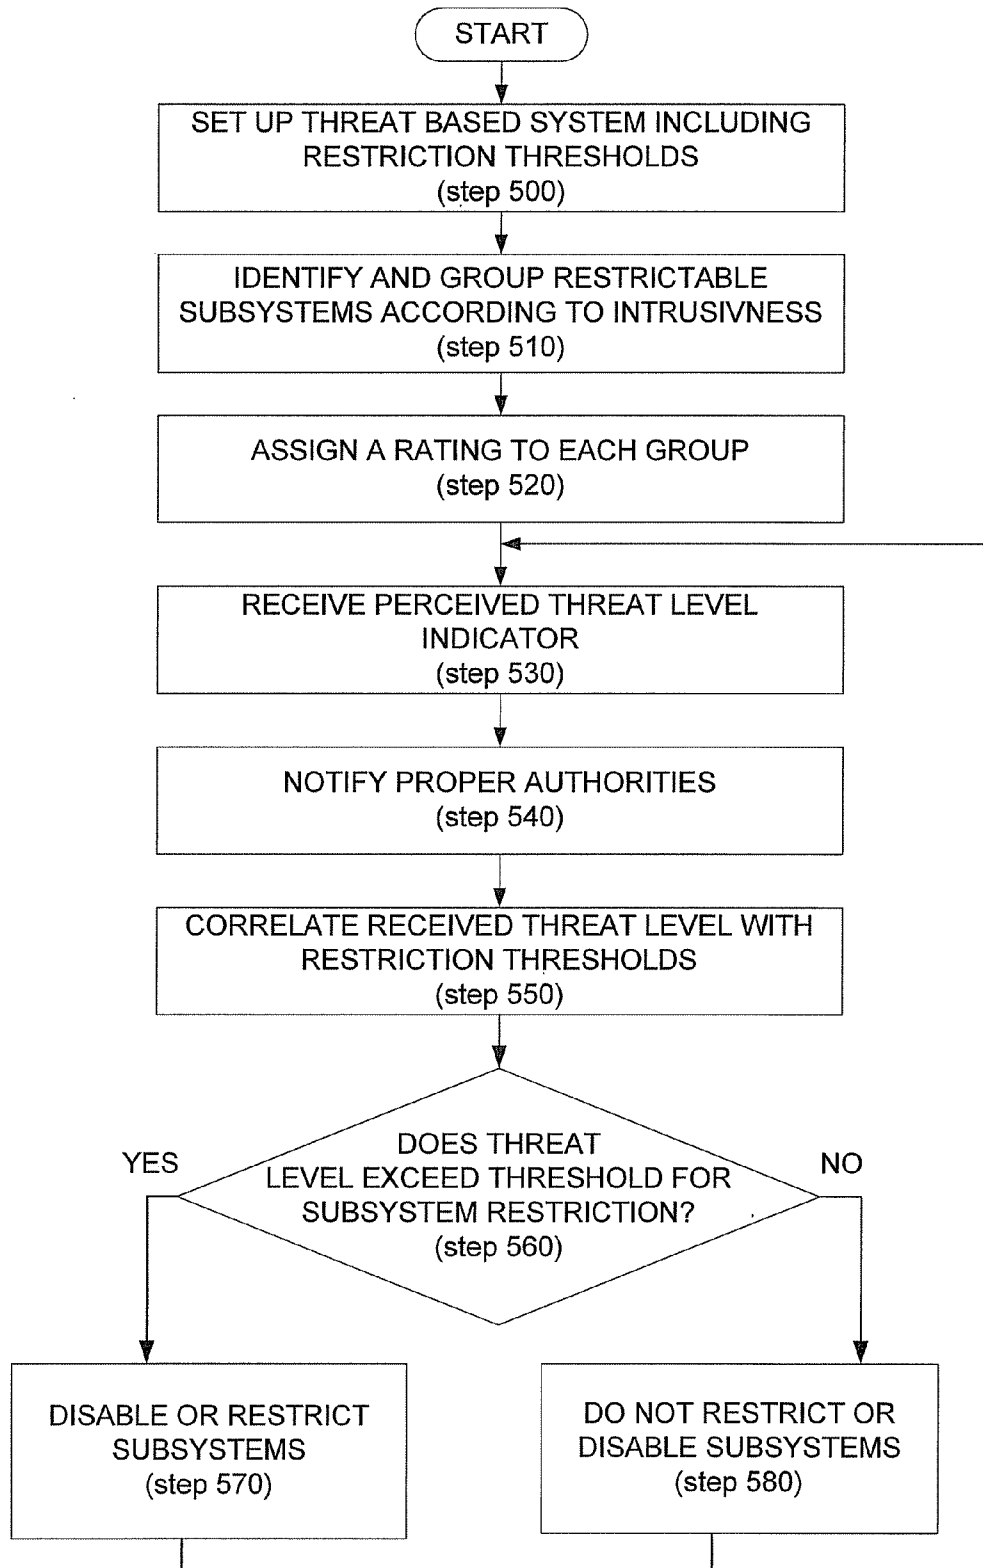 START
SET UP THREAT BASED SYSTEM INCLUDING
RESTRICTION THRESHOLDS
(step 500)
IDENTIFY AND GROUP RESTRICTABLE
SUBSYSTEMS ACCORDING TO INTRUSIVNESS
(step 510)
ASSIGN A RATING TO EACH GROUP
(step 520)
RECEIVE PERCEIVED THREAT LEVEL
INDICATOR
(step 530)
NOTIFY PROPER AUTHORITIES
(step 540)
CORRELATE RECEIVED THREAT LEVEL WITH
RESTRICTION THRESHOLDS
(step 550)
DOES THREAT
LEVEL EXCEED THRESHOLD FOR
SUBSYSTEM RESTRICTION?
(step 560)
YES
NO
DISABLE OR RESTRICT
SUBSYSTEMS
(step 570)
DO NOT RESTRICT OR
DISABLE SUBSYSTEMS
(step 580)